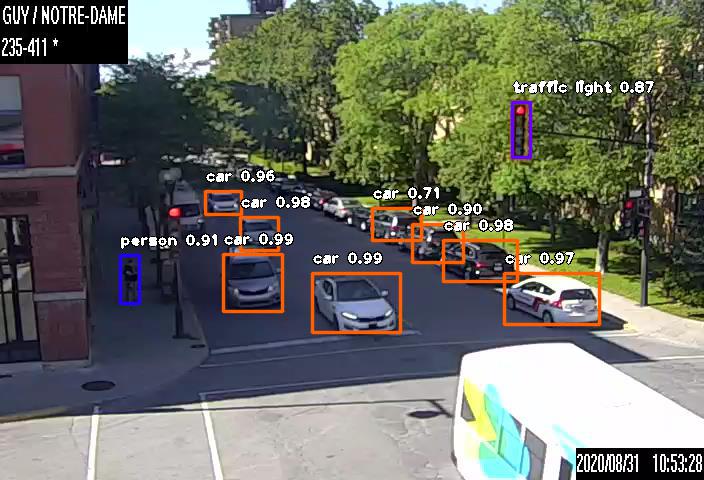 GUY / NOTRE-DAME
235-411 *
traffic light 0.87
car 0.96
car 0.71
car 0.98
car 0.90
car 0.98
person 0.91
car 0.99
car 0.99
car 0.97
2020/08/31 10:53:28